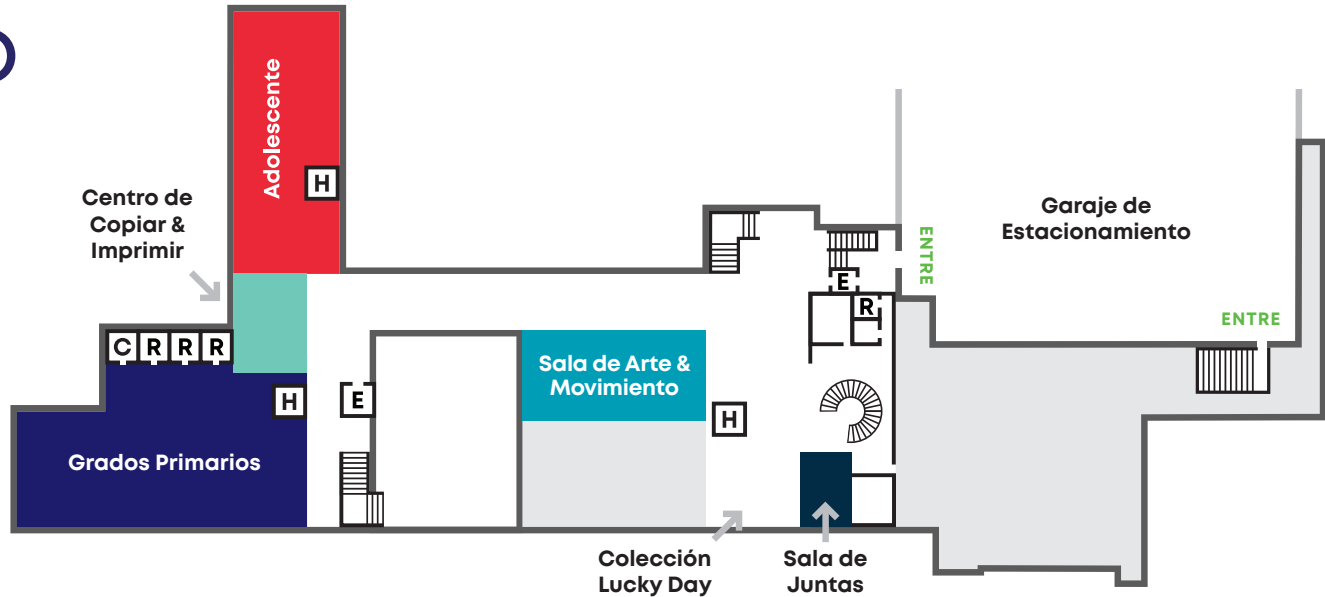 Adolescente
H
Centro de
Copiar &
Imprimir
Garaje de
Estacionamiento
ENTRE
ENTRE
E
R
C R R R
Sala de Arte &
Movimiento
H
E
H
Grados Primarios
Colección
Lucky Day
Sala de
Juntas